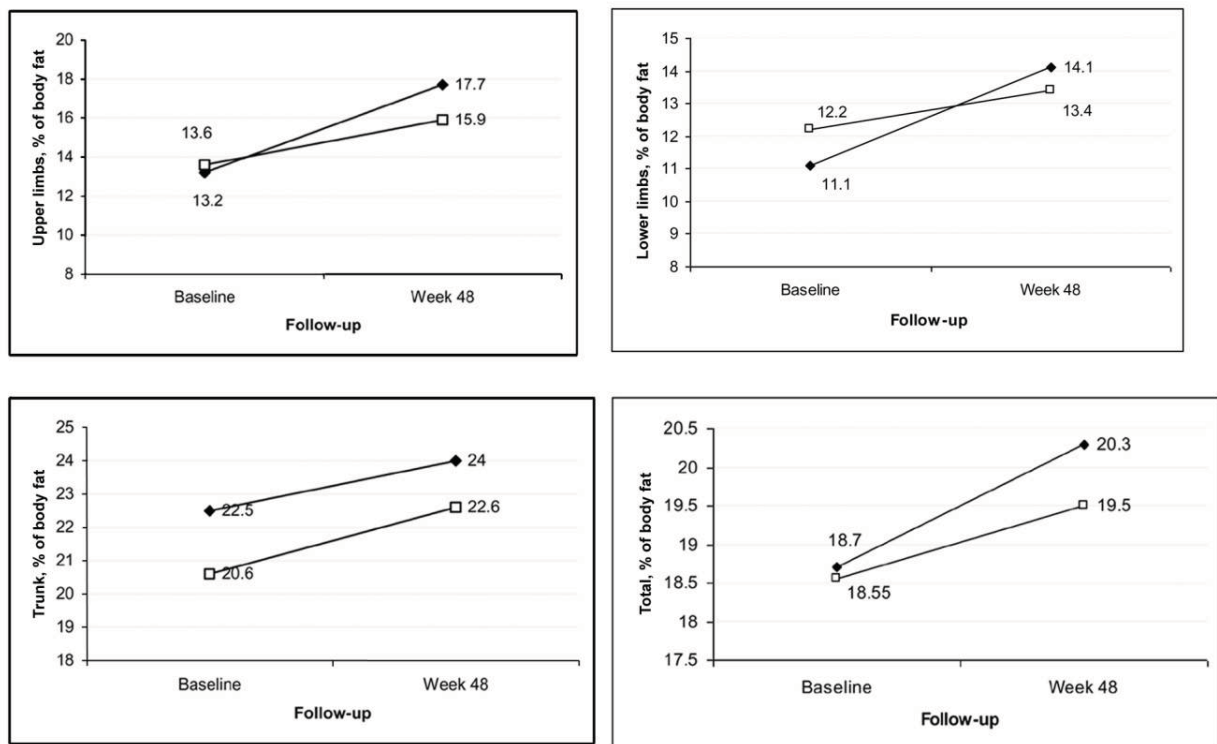 Upper limbs, % of body fat
20
18
16
14
12
10
8
13.6
13.2
17.7
15.9
Baseline
Week 48
Follow-up
Lower limbs, % of body fat
15
14
13
12
11
10
9
8
12.2
11.1
14.1
13.4
Baseline
Week 48
Follow-up
Trunk, % of body fat
25
24
23
22
21
20
19
18
22.5
20.6
24
22.6
Baseline
Week 48
Follow-up
Total, % of body fat
20.5
20
19.5
19
18.5
18
17.5
18.7
18.55
20.3
19.5
Baseline
Week 48
Follow-up